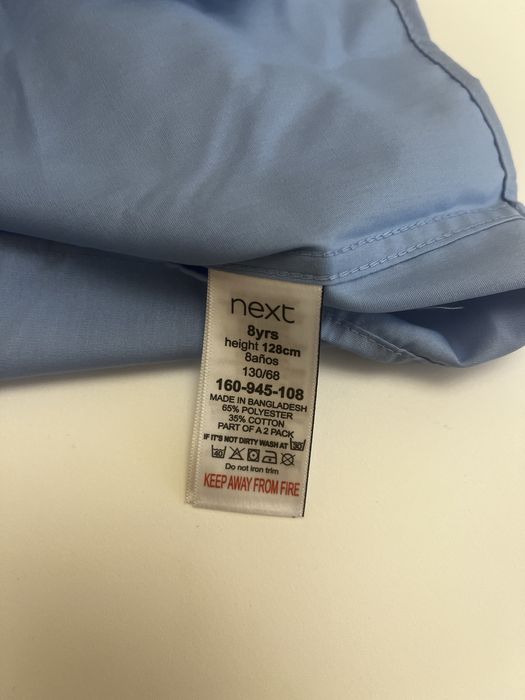 next
8yrs
height 128cm
8años
130/68
160-945-108
MADE IN BANGLADESH
65% POLYESTER
35% COTTON
PART OF A 2 PACK
IF IT'S NOT DIRTY WASH AT 30
40
Do not iron trim
KEEP AWAY FROM FIRE